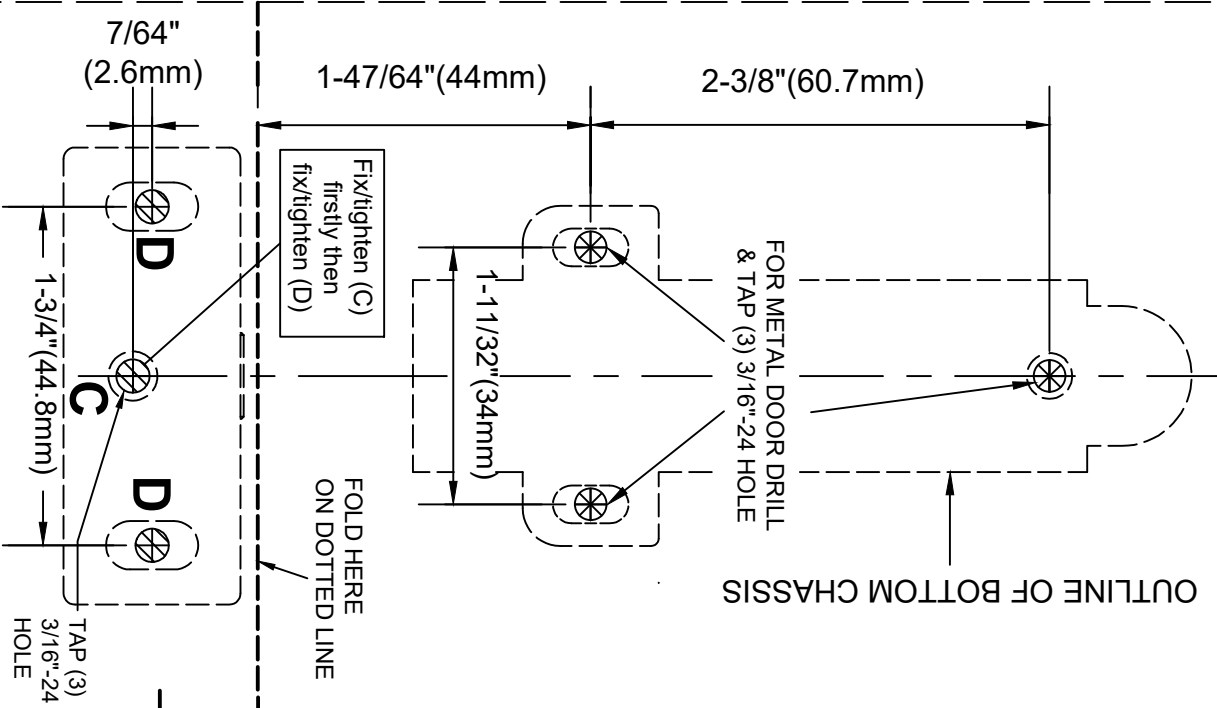 7/64"
(2.6mm)
1-47/64"(44mm)
2-3/8"(60.7mm)
Fix/tighten (C)
firstly then
fix/tighten (D)
D
1-3/4"(44.8mm)
C
D
1-11/32"(34mm)
FOR METAL DOOR DRILL
& TAP (3) 3/16"-24 HOLE
FOLD HERE
ON DOTTED LINE
OUTLINE OF BOTTOM CHASSIS
TAP (3)
3/16"-24
HOLE